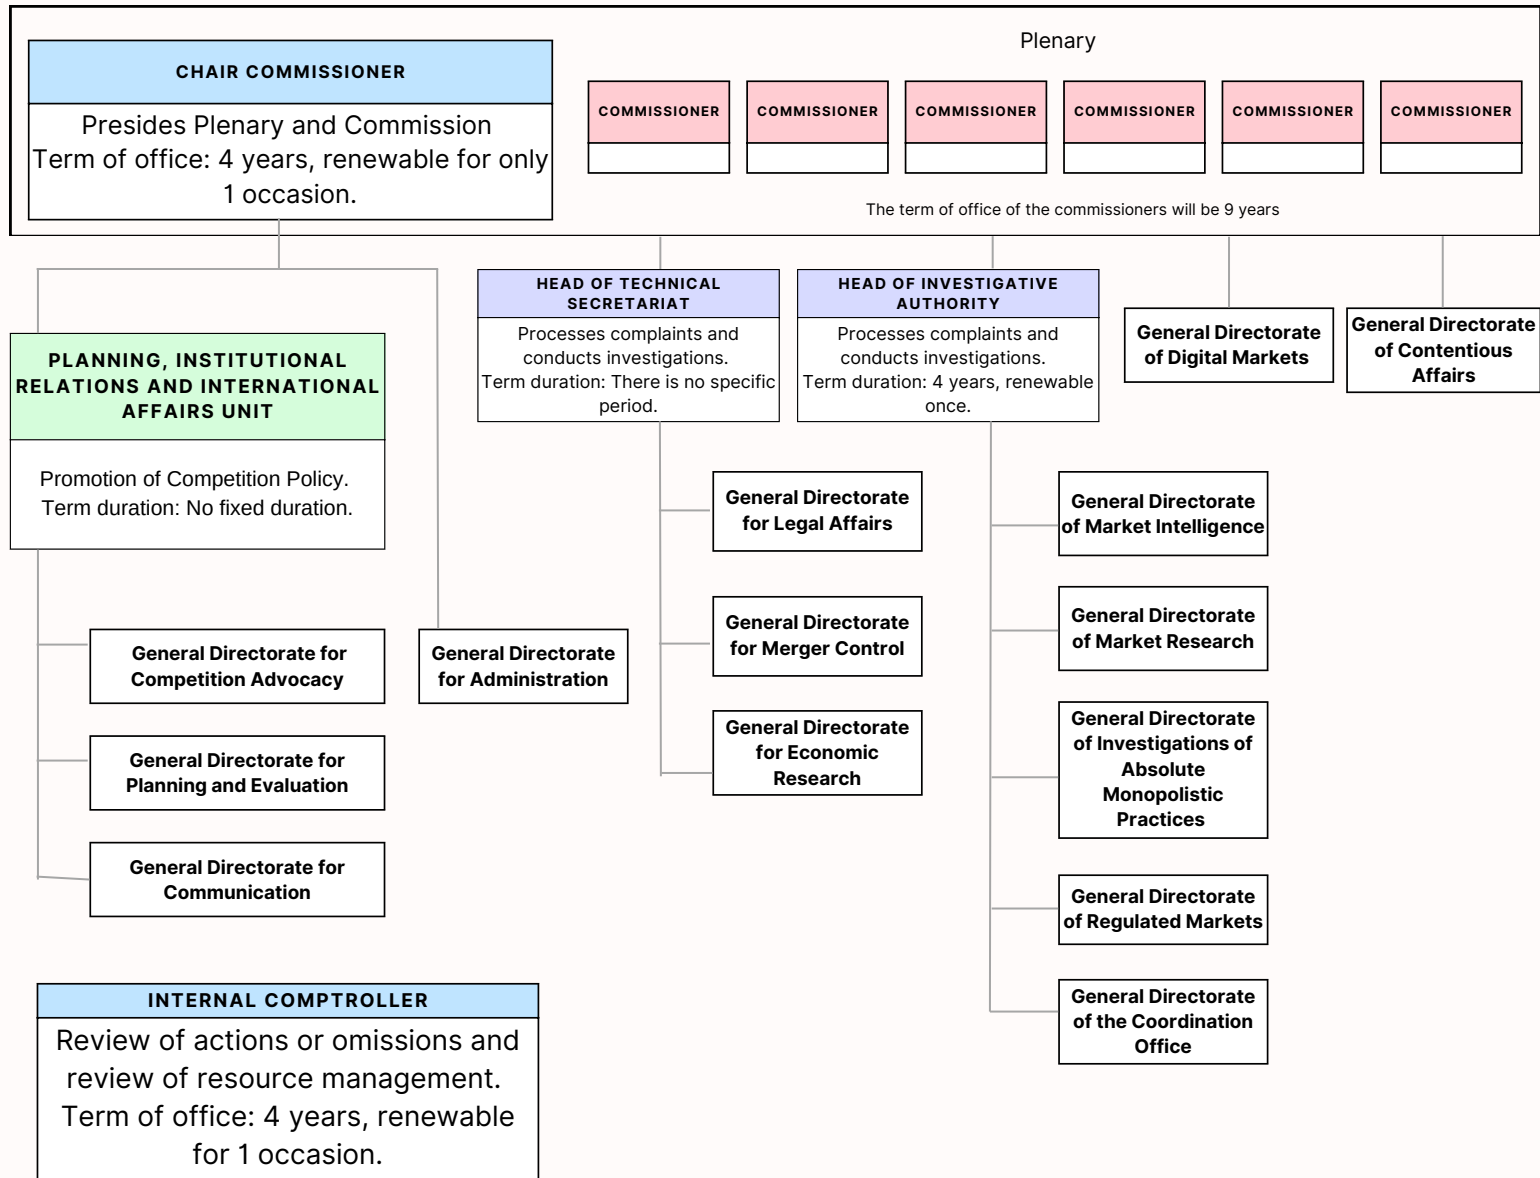 Plenary
CHAIR COMMISSIONER
Presides Plenary and Commission
Term of office: 4 years, renewable for only
1 occasion.
COMMISSIONER
COMMISSIONER
COMMISSIONER
COMMISSIONER
COMMISSIONER
COMMISSIONER
The term of office of the commissioners will be 9 years
PLANNING, INSTITUTIONAL
RELATIONS AND INTERNATIONAL
AFFAIRS UNIT
Promotion of Competition Policy.
Term duration: No fixed duration.
General Directorate for
Competition Advocacy
General Directorate for
Planning and Evaluation
General Directorate for
Communication
General Directorate
for Administration
HEAD OF TECHNICAL
SECRETARIAT
Processes complaints and
conducts investigations.
Term duration: There is no specific
period.
General Directorate
for Legal Affairs
General Directorate
for Merger Control
General Directorate
for Economic
Research
HEAD OF INVESTIGATIVE
AUTHORITY
Processes complaints and
conducts investigations.
Term duration: 4 years, renewable
once.
General Directorate
of Market Intelligence
General Directorate
of Market Research
General Directorate
of Investigations of
Absolute
Monopolistic
Practices
General Directorate
of Regulated Markets
General Directorate
of the Coordination
Office
General Directorate
of Digital Markets
General Directorate
of Contentious
Affairs
INTERNAL COMPTROLLER
Review of actions or omissions and
review of resource management.
Term of office: 4 years, renewable
for 1 occasion.